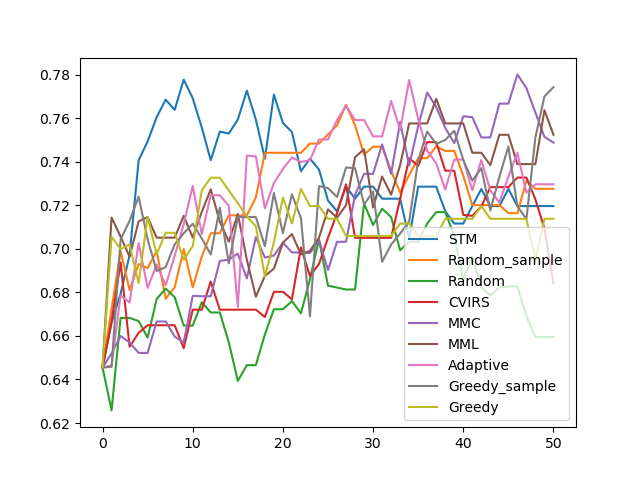 0.78
0.76
0.74
0.72
0.70
0.68
0.66
0.64
0.62
0
10
20
30
40
50
STM
Random_sample
Random
CVIRS
MMC
MML
Adaptive
Greedy_sample
Greedy